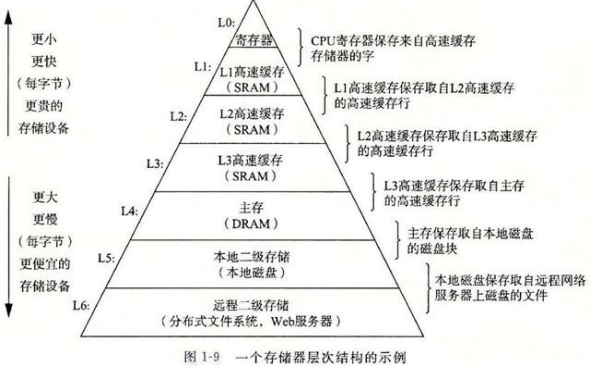 更小
更快
（每字节）
更贵的
存储设备
更大
更慢
（每字节）
更便宜的
存储设备
L0:
寄存器
L1:
L1高速缓存
（SRAM）
L2:
L2高速缓存
（SRAM）
L3:
L3高速缓存
（SRAM）
L4:
主存
（DRAM）
L5:
本地二级存储
（本地磁盘）
L6:
远程二级存储
（分布式文件系统，Web服务器）
CPU寄存器保存来自高速缓存
存储器的字
L1高速缓存保存取自L2高速缓存
的高速缓存行
L2高速缓存保存取自L3高速缓存
的高速缓存行
L3高速缓存保存取自主存
的高速缓存行
主存保存取自本地磁盘
的磁盘块
本地磁盘保存取自远程网络
服务器上磁盘的文件
图 1-9 一个存储器层次结构的示例